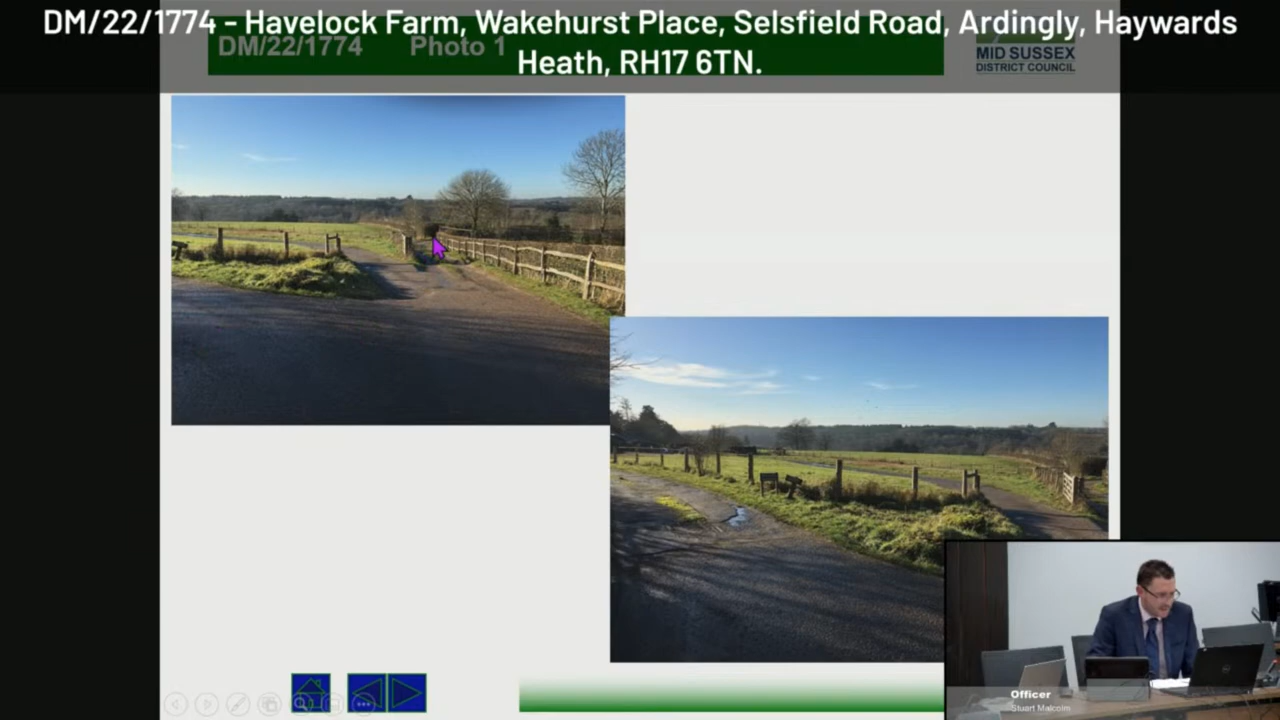 DM/22/1774 - Havelock Farm, Wakehurst Place, Selsfield Road, Ardingly, Haywards
Heath, RH17 6TN.
DM/22/1774 Photo 1
MID SUSSEX
DISTRICT COUNCIL
Officer
Stuart Malcolm